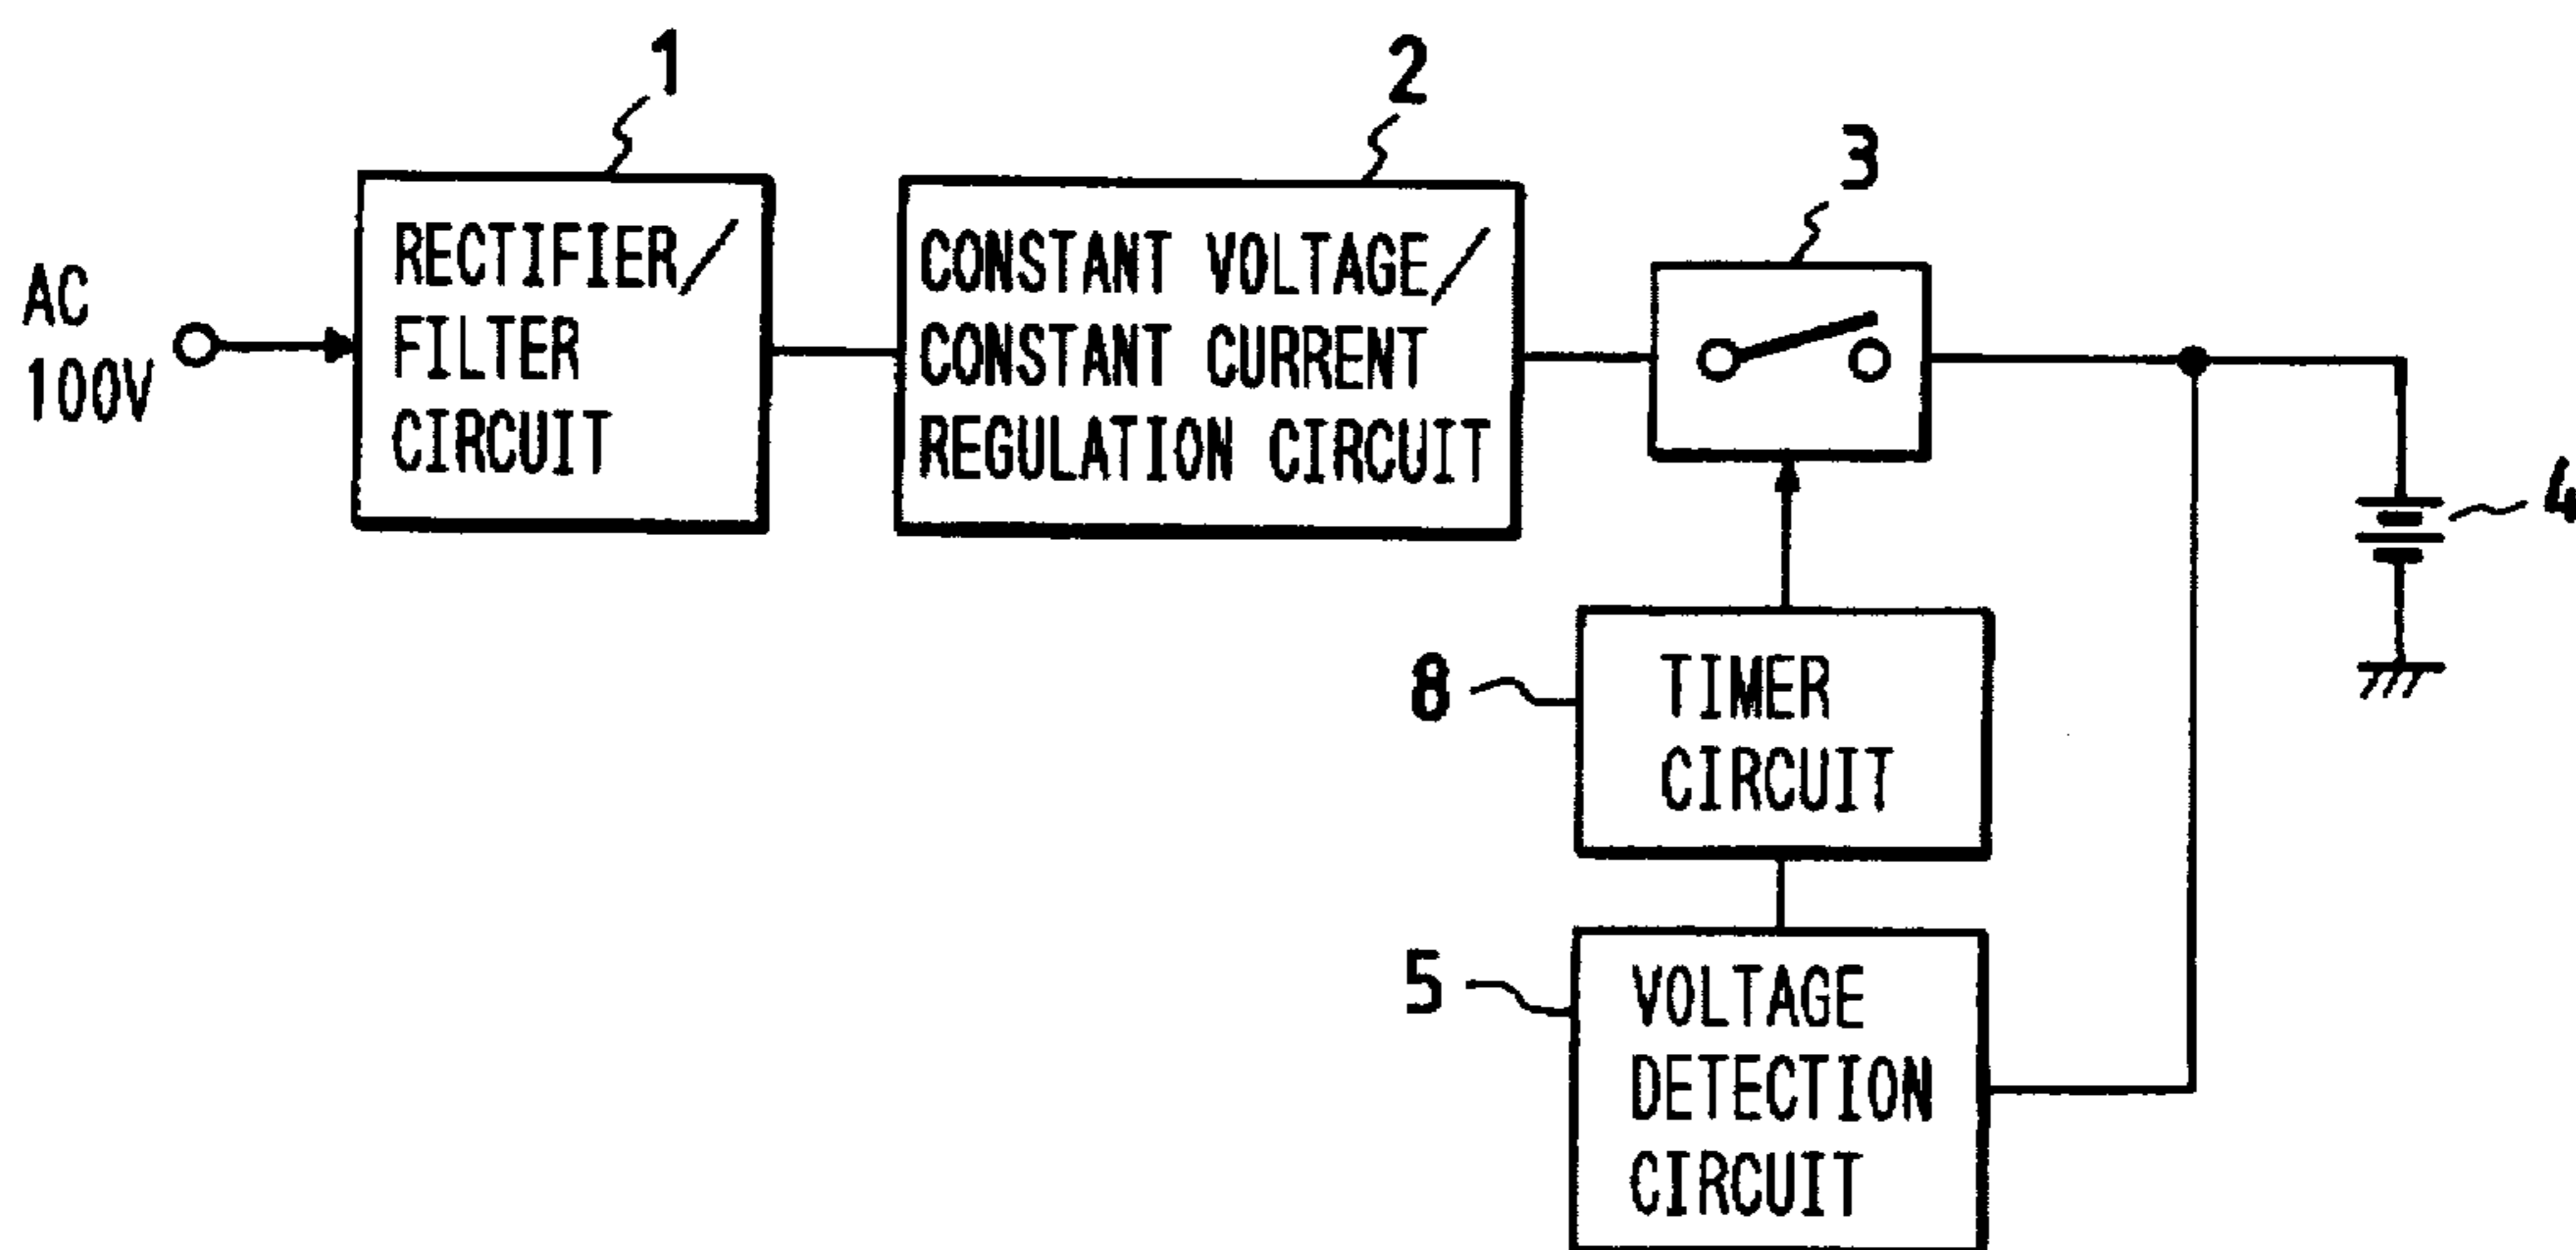 1
2
3
AC
100V
RECTIFIER/
FILTER
CIRCUIT
CONSTANT VOLTAGE/
CONSTANT CURRENT
REGULATION CIRCUIT
4
8
TIMER
CIRCUIT
5
VOLTAGE
DETECTION
CIRCUIT